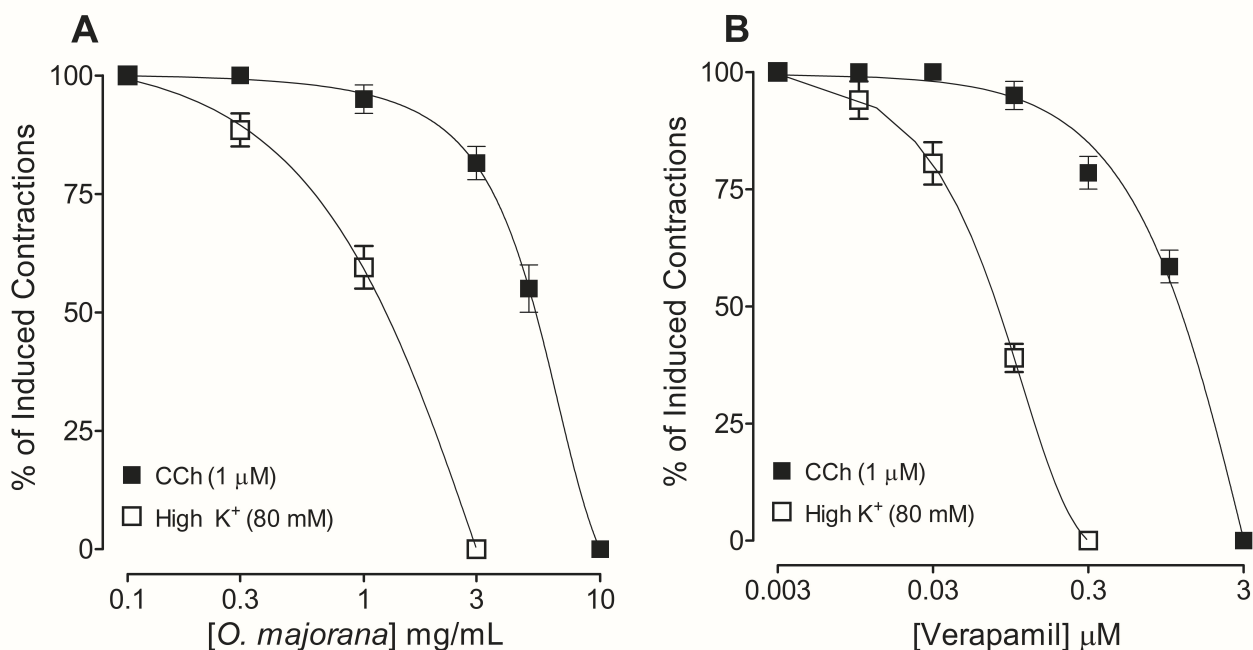 A
% of Induced Contractions
100
75
50
25
0
CCh (1 μM)
High K⁺ (80 mM)
0.1 0.3 1 3 10
[O. majorana] mg/mL
B
% of Iniduced Contractions
100
75
50
25
0
CCh (1 μM)
High K⁺ (80 mM)
0.003 0.03 0.3 3
[Verapamil] μM